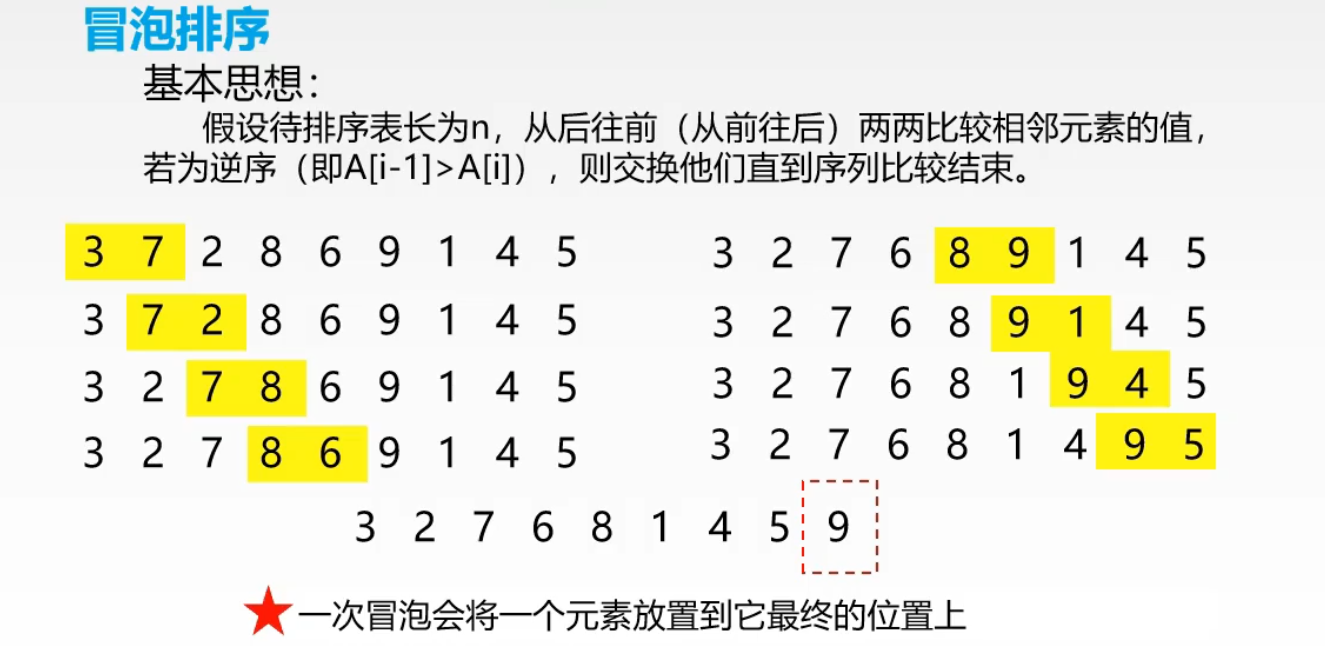 冒泡排序
基本思想：
假设待排序表长为n，从后往前（从前往后）两两比较相邻元素的值，
若为逆序（即A[i-1]>A[i]），则交换他们直到序列比较结束。
3 7 2 8 6 9 1 4 5
3 7 2 8 6 9 1 4 5
3 2 7 8 6 9 1 4 5
3 2 7 8 6 9 1 4 5
3 2 7 6 8 9 1 4 5
3 2 7 6 8 9 1 4 5
3 2 7 6 8 1 9 4 5
3 2 7 6 8 1 4 9 5
3 2 7 6 8 1 4 5 9
一次冒泡会将一个元素放置到它最终的位置上